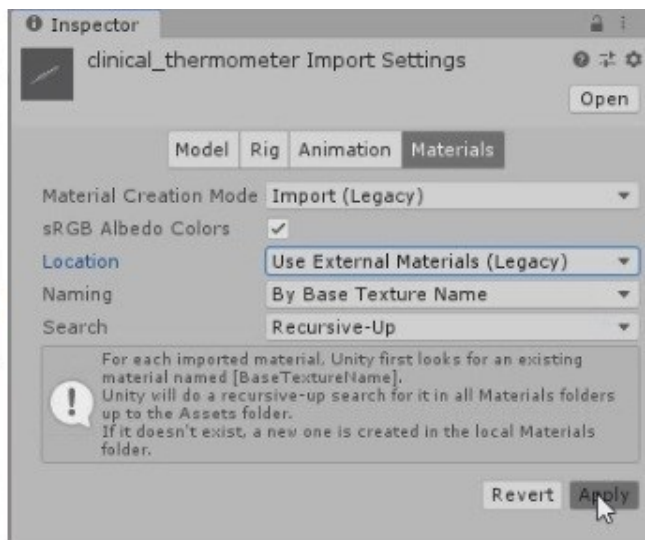 Inspector
clinical_thermometer Import Settings
Open
Model Rig Animation Materials
Material Creation Mode Import (Legacy)
sRGB Albedo Colors
Location Use External Materials (Legacy)
Naming By Base Texture Name
Search Recursive-Up
For each imported material, Unity first looks for an existing
material named [BaseTextureName].
Unity will do a recursive-up search for it in all Materials folders
up to the Assets folder.
If it doesn't exist, a new one is created in the local Materials
folder.
Revert Apply